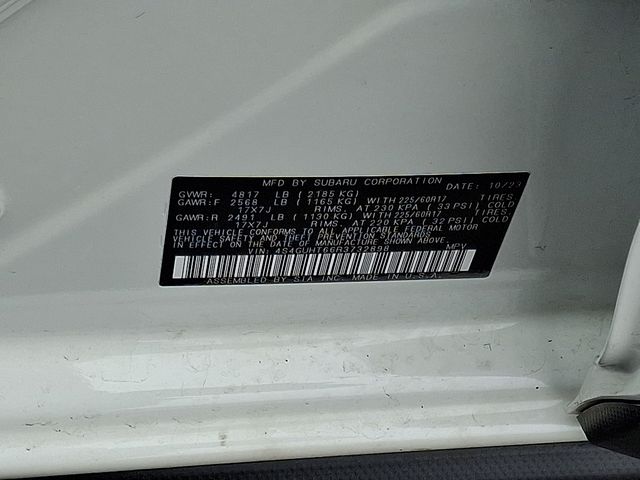 MFD BY SUBARU CORPORATION DATE: 10/23
GVWR: 4817 LB (2185 KG)
GAWR:F 2568 LB (1165 KG) WITH 225/60R17 TIRES,
17X7J RIMS, AT 230 KPA (33 PSI) COLD
GAWR:R 2491 LB (1130 KG) WITH 225/60R17 TIRES,
17X7J RIMS, AT 220 KPA (32 PSI) COLD
THIS VEHICLE CONFORMS TO ALL APPLICABLE FEDERAL MOTOR
VEHICLE SAFETY AND THEFT PREVENTION STANDARDS
IN EFFECT ON THE DATE OF MANUFACTURE SHOWN ABOVE.
VIN: 4S4GUHT66R3732898 MPV
ASSEMBLED BY SIA INC. MADE IN U.S.A.